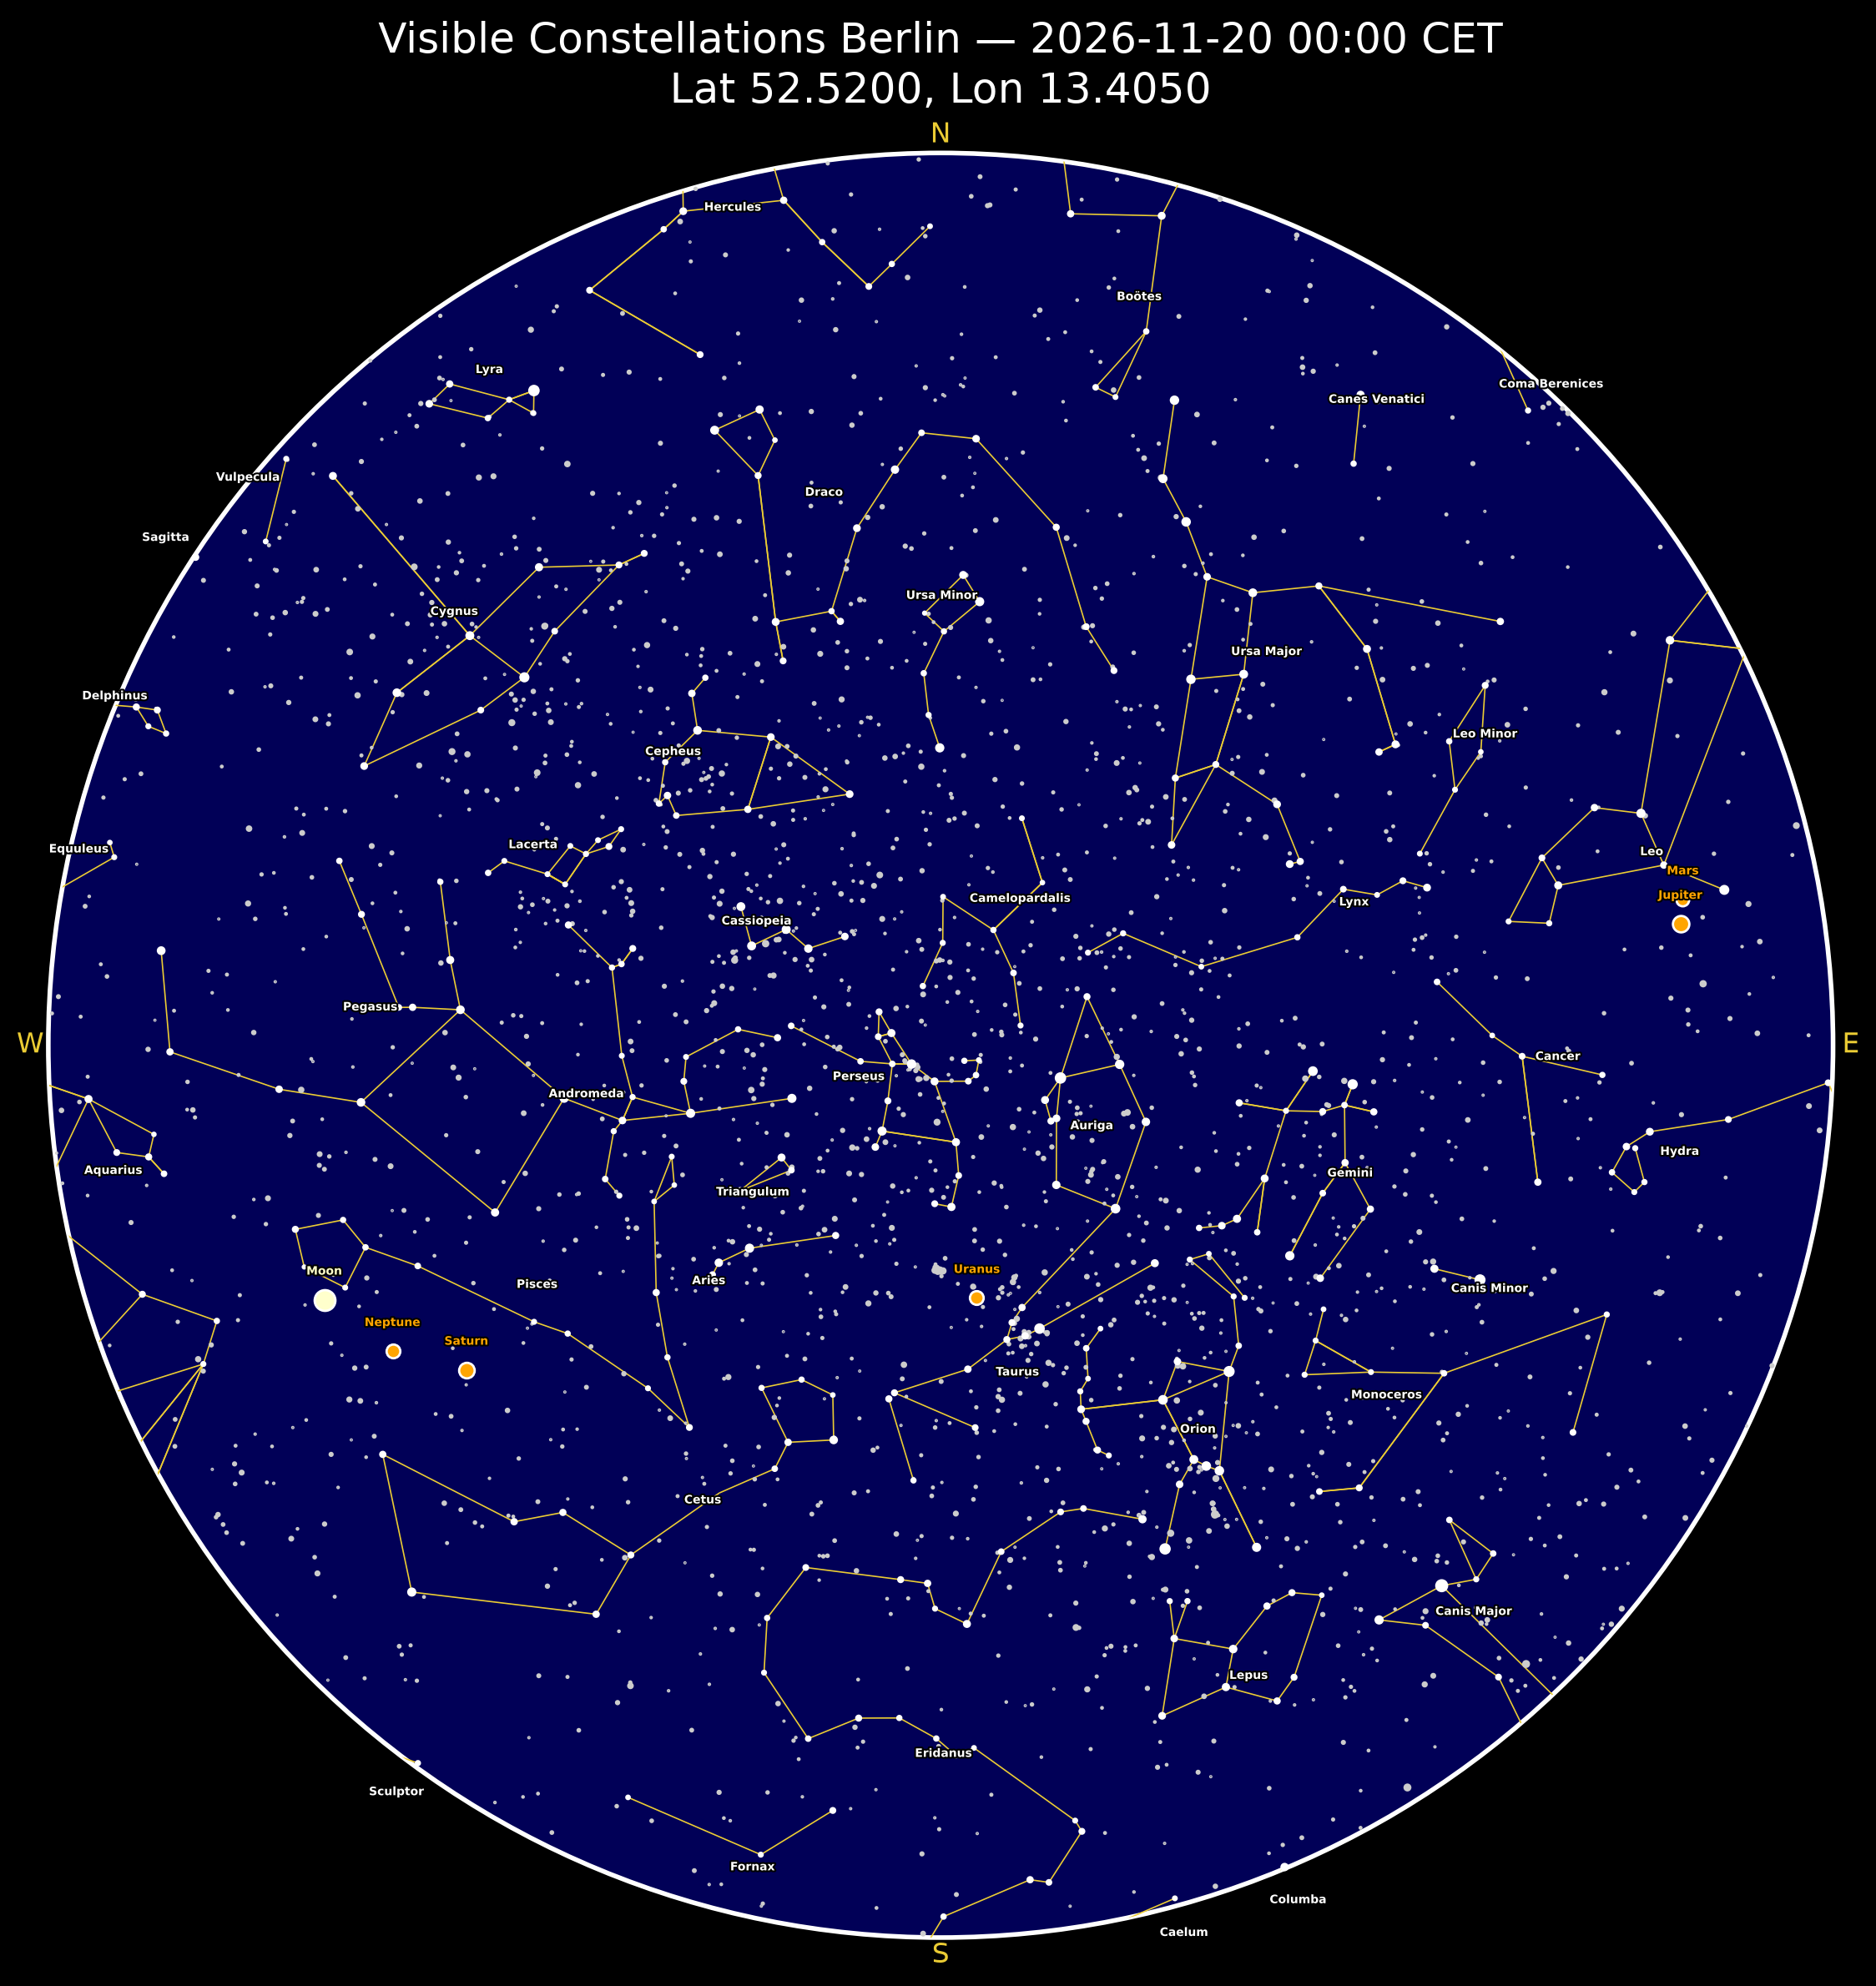 Visible Constellations Berlin — 2026-11-20 00:00 CET
Lat 52.5200, Lon 13.4050
N
Hercules
Boötes
Lyra
Coma Berenices
Canes Venatici
Vulpecula
Draco
Sagitta
Ursa Minor
Cygnus
Ursa Major
Delphinus
Leo Minor
Cepheus
Lacerta
Equuleus
Leo
Mars
Jupiter
Camelopardalis
Lynx
Cassiopeia
Pegasus
W
E
Cancer
Perseus
Andromeda
Auriga
Hydra
Aquarius
Gemini
Triangulum
Moon
Uranus
Pisces
Aries
Canis Minor
Neptune
Saturn
Taurus
Monoceros
Orion
Cetus
Canis Major
Lepus
Eridanus
Sculptor
Fornax
Columba
Caelum
S